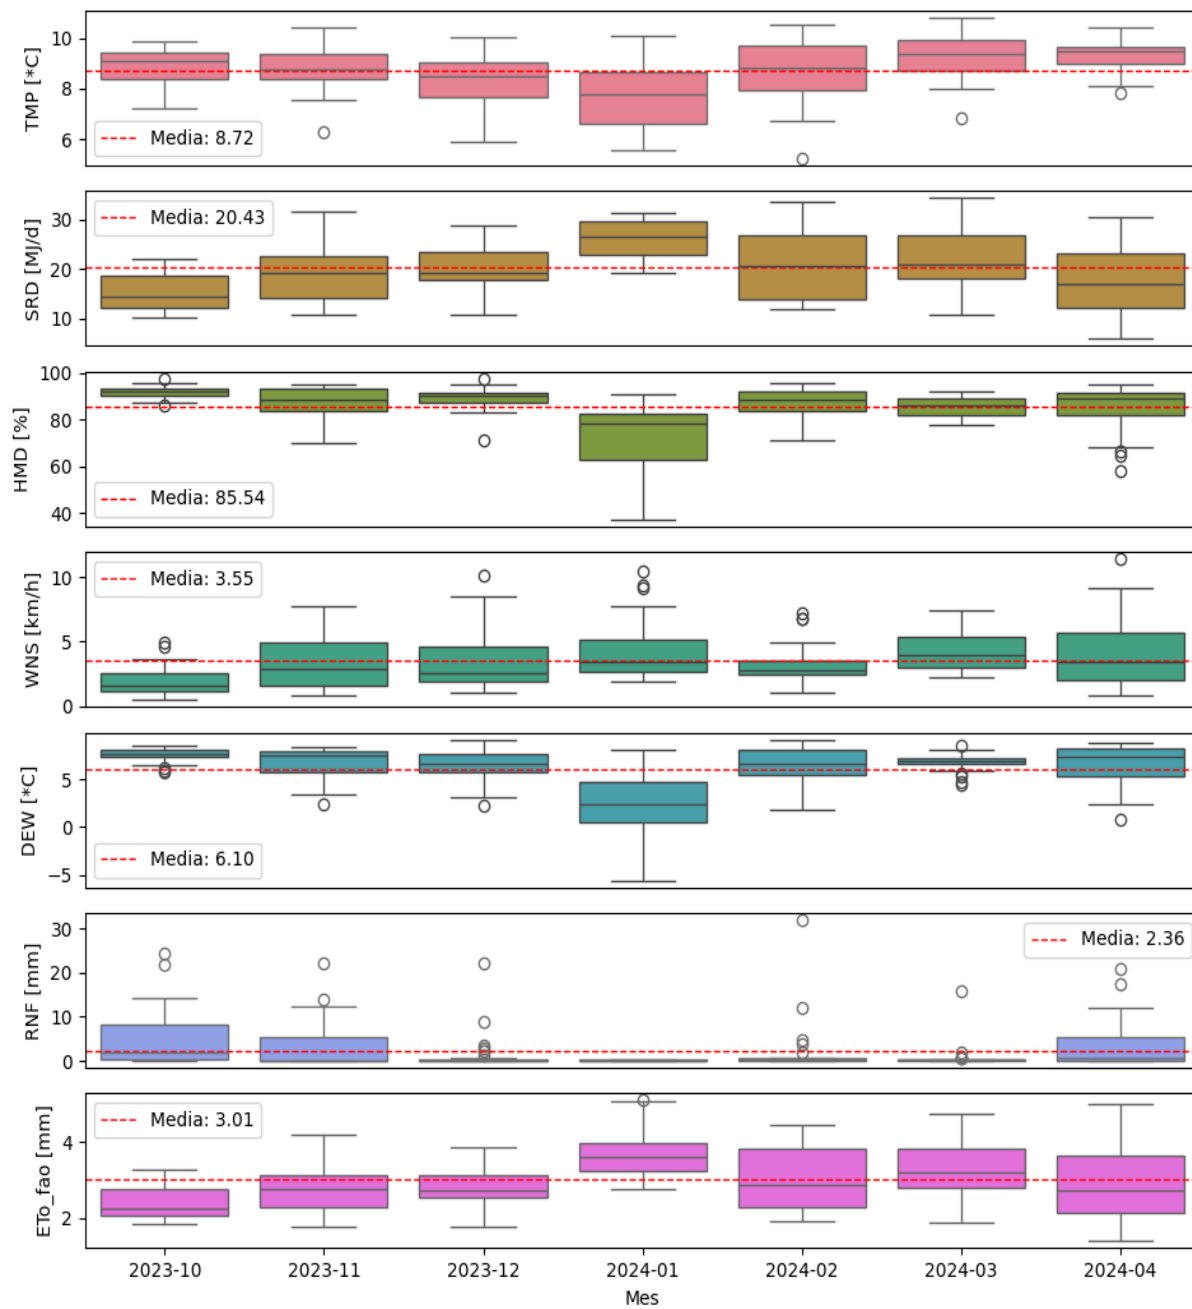 TMP [*C]
10
8
6
Media: 8.72
SRD [MJ/d]
30
20
10
Media: 20.43
HMD [%]
100
80
60
40
Media: 85.54
WNS [km/h]
10
5
0
Media: 3.55
DEW [*C]
5
0
−5
Media: 6.10
RNF [mm]
30
20
10
0
Media: 2.36
ETo_fao [mm]
4
2
Media: 3.01
2023-10 2023-11 2023-12 2024-01 2024-02 2024-03 2024-04
Mes